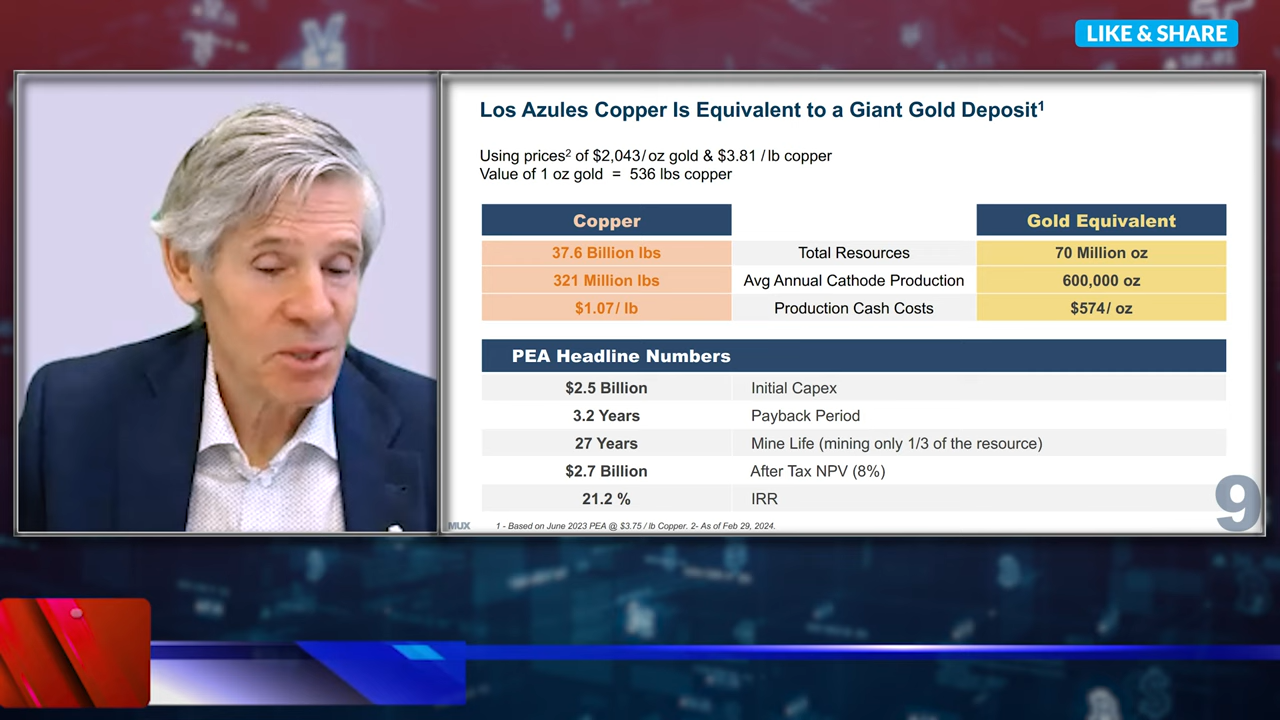 LIKE & SHARE
Los Azules Copper Is Equivalent to a Giant Gold Deposit¹
Using prices² of $2,043/oz gold & $3.81 /lb copper
Value of 1 oz gold = 536 lbs copper
Copper Gold Equivalent
37.6 Billion lbs Total Resources 70 Million oz
321 Million lbs Avg Annual Cathode Production 600,000 oz
$1.07/ lb Production Cash Costs $574/ oz
PEA Headline Numbers
$2.5 Billion Initial Capex
3.2 Years Payback Period
27 Years Mine Life (mining only 1/3 of the resource)
$2.7 Billion After Tax NPV (8%)
21.2 % IRR
MUX 1 - Based on June 2023 PEA @ $3.75 / lb Copper. 2- As of Feb 29, 2024.
9